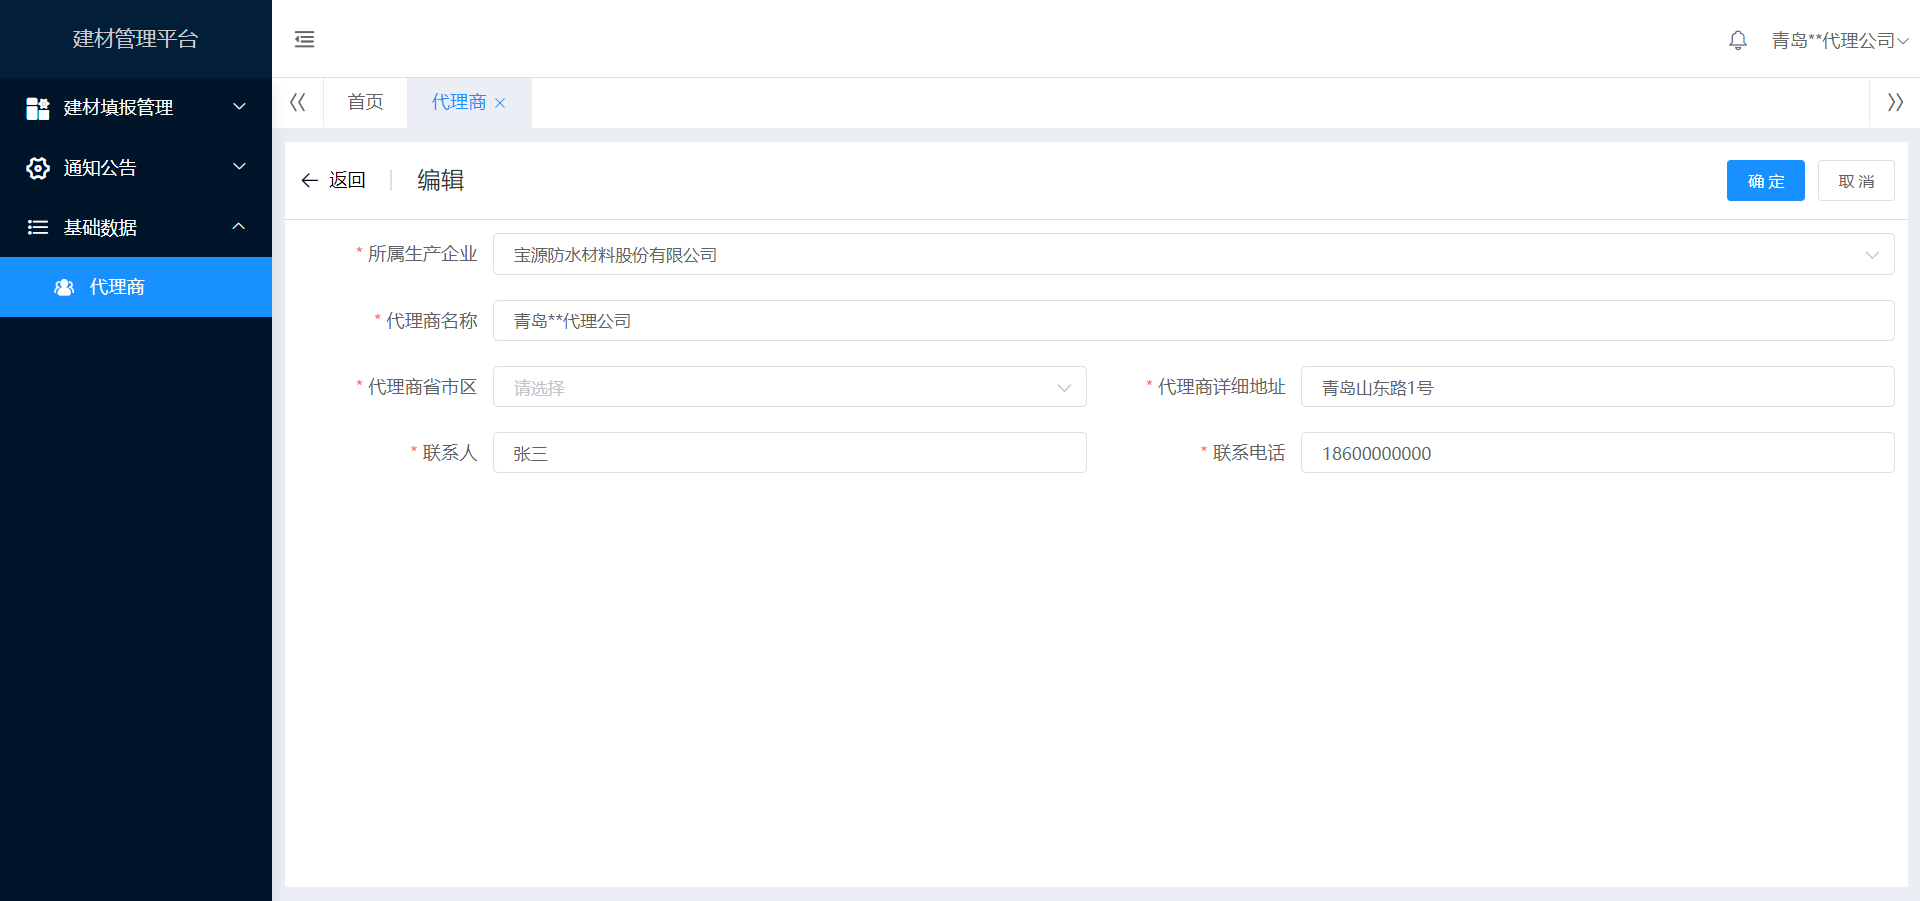 建材管理平台
青岛**代理公司
建材填报管理
通知公告
基础数据
代理商
首页
代理商
返回
编辑
确定
取消
* 所属生产企业
宝源防水材料股份有限公司
* 代理商名称
青岛**代理公司
* 代理商省市区
请选择
* 代理商详细地址
青岛山东路1号
* 联系人
张三
* 联系电话
18600000000